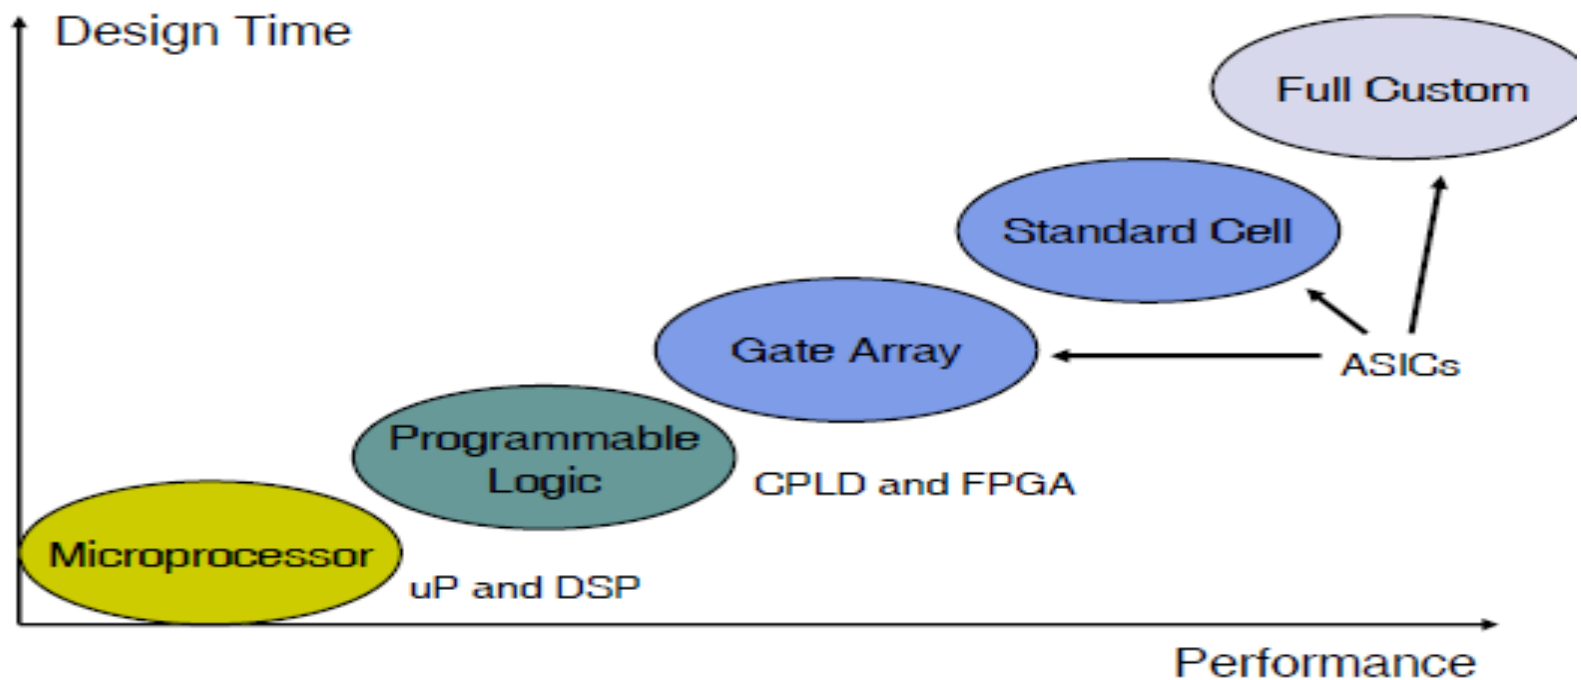 Design Time
Full Custom
Standard Cell
Gate Array
ASICs
Programmable
Logic
CPLD and FPGA
Microprocessor
uP and DSP
Performance